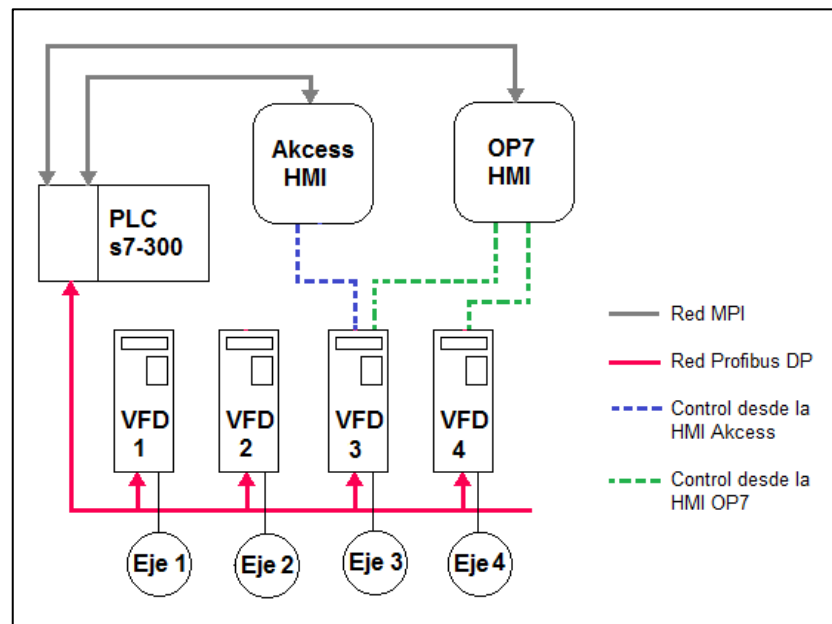 Akcess
HMI
OP7
HMI
PLC
s7-300
VFD
1
VFD
2
VFD
3
VFD
4
Eje 1
Eje 2
Eje 3
Eje 4
Red MPI
Red Profibus DP
Control desde la
HMI Akcess
Control desde la
HMI OP7